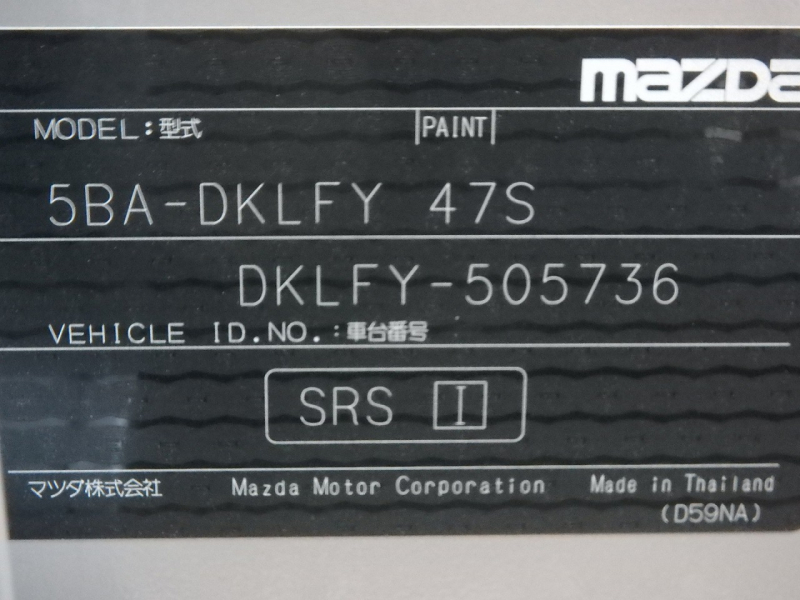 mazda
MODEL:型式 PAINT
5BA-DKLFY 47S
DKLFY-505736
VEHICLE ID.NO.:車台番号
SRS I
マツダ株式会社 Mazda Motor Corporation Made in Thailand
(D59NA)